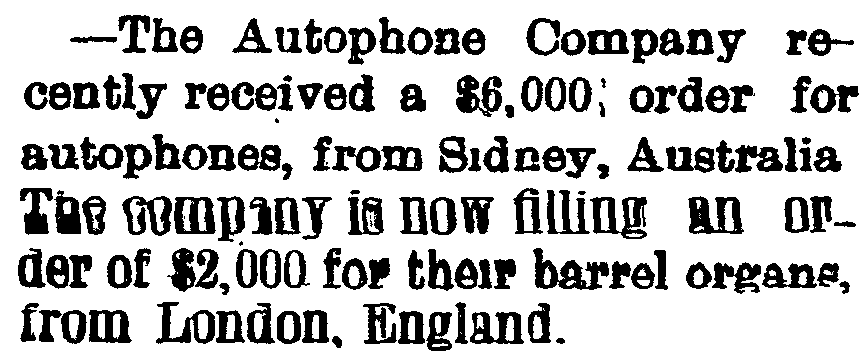 —The Autophone Company re-
cently received a $6,000, order for
autophones, from Sidney, Australia
The company is now filling an or-
der of $2,000 for their barrel organs,
from London, England.